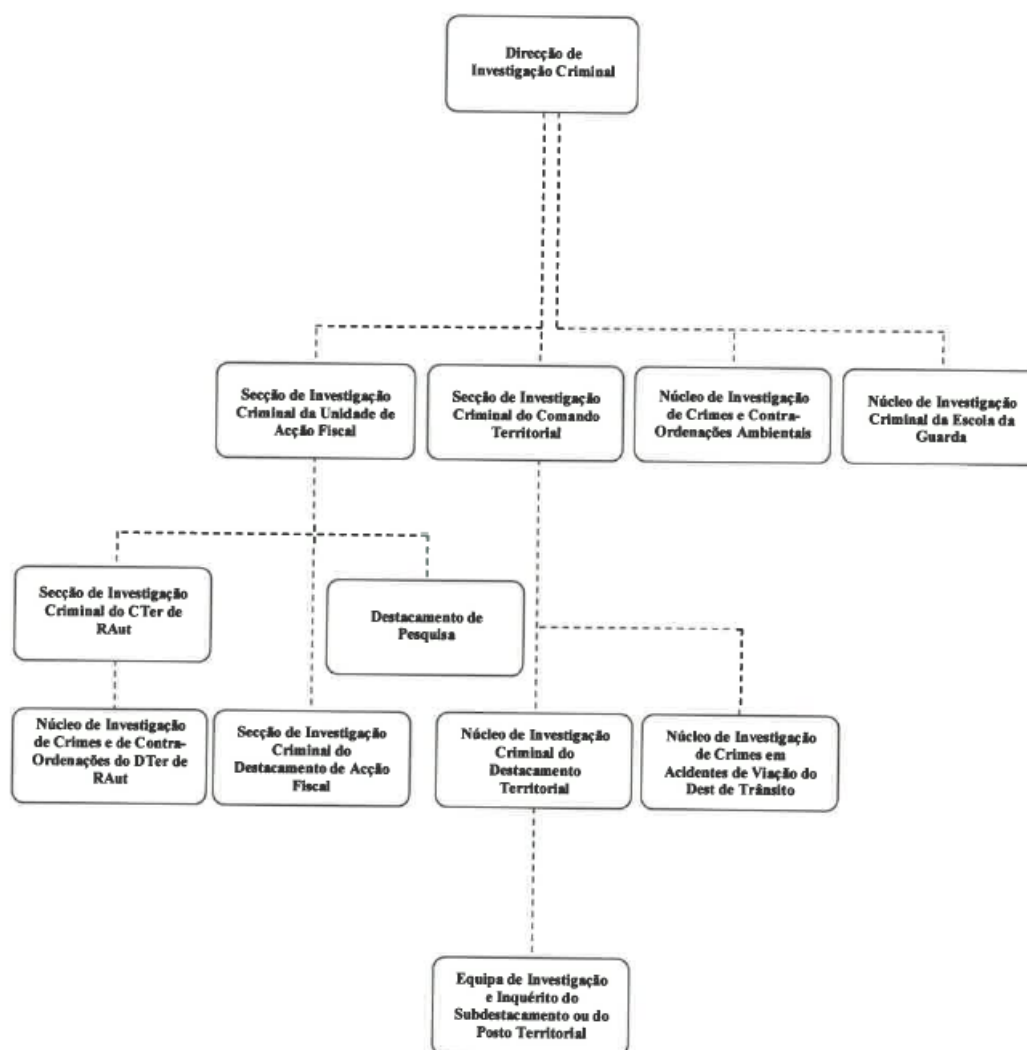 Direcção de
Investigação Criminal
Secção de Investigação
Criminal da Unidade de
Acção Fiscal
Secção de Investigação
Criminal do Comando
Territorial
Núcleo de Investigação
de Crimes e Contra-
Ordenações Ambientais
Núcleo de Investigação
Criminal da Escola da
Guarda
Secção de Investigação
Criminal do CTer de
RAut
Destacamento de
Pesquisa
Núcleo de Investigação
de Crimes e de Contra-
Ordenações do DTer de
RAut
Secção de Investigação
Criminal do
Destacamento de Acção
Fiscal
Núcleo de Investigação
Criminal do
Destacamento
Territorial
Núcleo de Investigação
de Crimes em
Acidentes de Viação do
Dest de Trânsito
Equipa de Investigação
e Inquérito do
Subdestacamento ou do
Posto Territorial